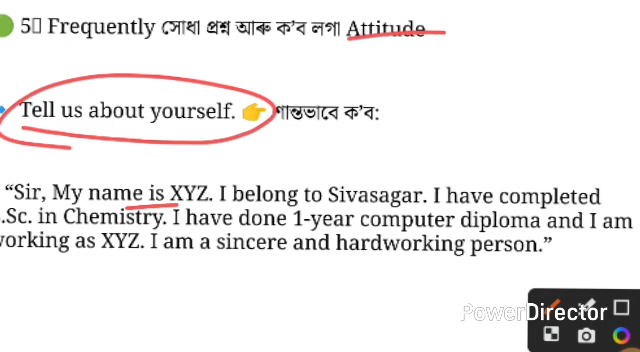 5 Frequently সোধা প্ৰশ্ন আৰু ক’ব লগা Attitude
Tell us about yourself. 👉 শান্তভাবে ক’ব:
“Sir, My name is XYZ. I belong to Sivasagar. I have completed
.Sc. in Chemistry. I have done 1-year computer diploma and I am
working as XYZ. I am a sincere and hardworking person.”
PowerDirector